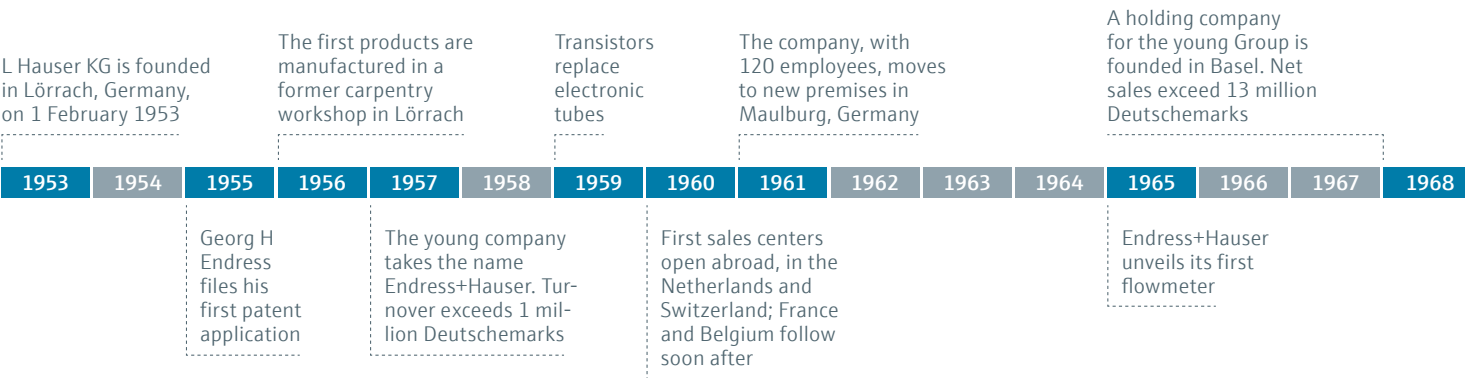 L Hauser KG is founded
in Lörrach, Germany,
on 1 February 1953
The first products are
manufactured in a
former carpentry
workshop in Lörrach
Transistors
replace
electronic
tubes
The company, with
120 employees, moves
to new premises in
Maulburg, Germany
A holding company
for the young Group is
founded in Basel. Net
sales exceed 13 million
Deutschemarks
1953 1954 1955 1956 1957 1958 1959 1960 1961 1962 1963 1964 1965 1966 1967 1968
Georg H
Endress
files his
first patent
application
The young company
takes the name
Endress+Hauser. Tur-
nover exceeds 1 mil-
lion Deutschemarks
First sales centers
open abroad, in the
Netherlands and
Switzerland; France
and Belgium follow
soon after
Endress+Hauser
unveils its first
flowmeter